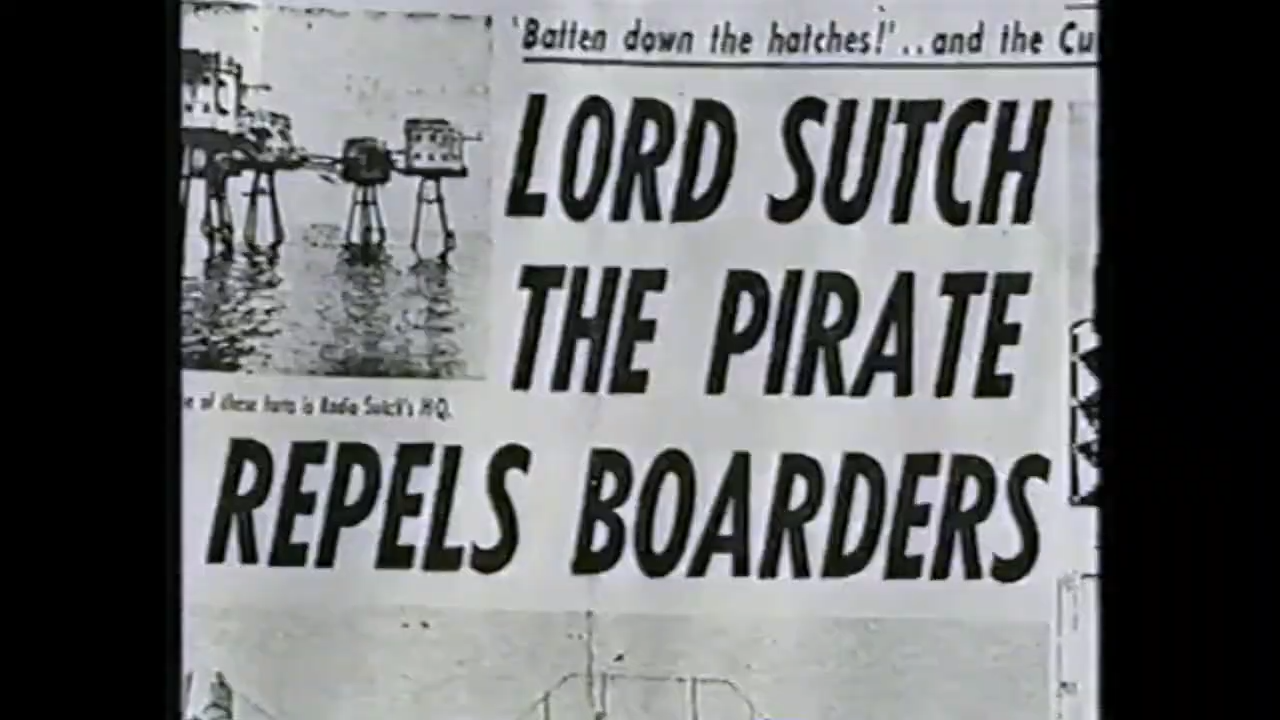 'Batten down the hatches!'..and the Cu
LORD SUTCH
THE PIRATE
of these forts is Radio Sutch's HQ.
REPELS BOARDERS